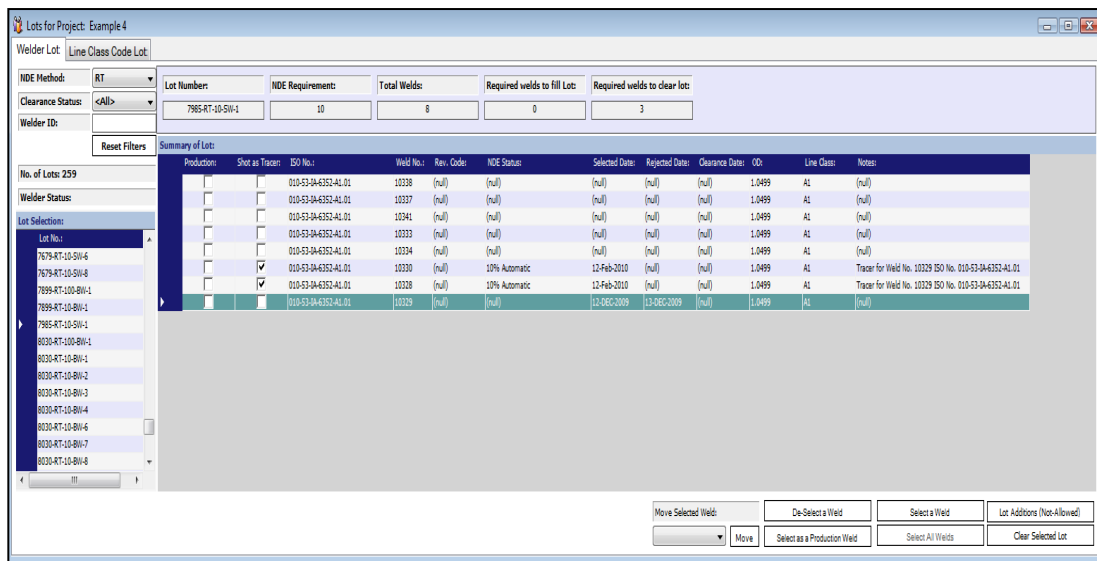 Lots for Project: Example 4
Welder Lot
Line Class Code Lot
NDE Method: RT
Clearance Status: <All>
Welder ID:
Reset Filters
No. of Lots: 259
Welder Status:
Lot Selection:
Lot No.:
7679-RT-10-SW-6
7679-RT-10-SW-8
7899-RT-100-BW-1
7899-RT-10-BW-1
7985-RT-10-SW-1
8030-RT-100-BW-1
8030-RT-10-BW-1
8030-RT-10-BW-2
8030-RT-10-BW-3
8030-RT-10-BW-4
8030-RT-10-BW-6
8030-RT-10-BW-7
8030-RT-10-BW-8
Lot Number: NDE Requirement: Total Welds: Required welds to fill Lot: Required welds to clear lot:
7985-RT-10-SW-1 10 8 0 3
Summary of Lot:
Production: Shot as Tracer: ISO No.: Weld No.: Rev. Code: NDE Status: Selected Date: Rejected Date: Clearance Date: OD: Line Class: Notes:
010-53-IA-6352-A1.01 10338 (null) (null) (null) (null) (null) 1.0499 A1 (null)
010-53-IA-6352-A1.01 10337 (null) (null) (null) (null) (null) 1.0499 A1 (null)
010-53-IA-6352-A1.01 10341 (null) (null) (null) (null) (null) 1.0499 A1 (null)
010-53-IA-6352-A1.01 10333 (null) (null) (null) (null) (null) 1.0499 A1 (null)
010-53-IA-6352-A1.01 10334 (null) (null) (null) (null) (null) 1.0499 A1 (null)
010-53-IA-6352-A1.01 10330 (null) 10% Automatic 12-Feb-2010 (null) (null) 1.0499 A1 Tracer for Weld No. 10329 ISO No. 010-53-IA-6352-A1.01
010-53-IA-6352-A1.01 10328 (null) 10% Automatic 12-Feb-2010 (null) (null) 1.0499 A1 Tracer for Weld No. 10329 ISO No. 010-53-IA-6352-A1.01
010-53-IA-6352-A1.01 10329 (null) (null) 12-DEC-2009 13-DEC-2009 (null) 1.0499 A1 (null)
Move Selected Weld: De-Select a Weld Select a Weld Lot Additions (Not-Allowed)
Move Select as a Production Weld Select All Welds Clear Selected Lot